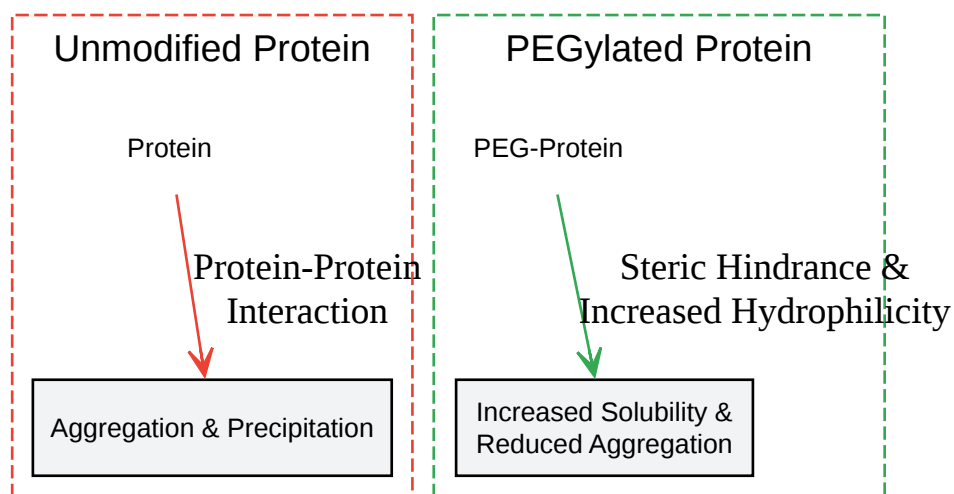 Unmodified Protein
Protein
Protein-Protein
Interaction
Aggregation & Precipitation
PEGylated Protein
PEG-Protein
Steric Hindrance &
Increased Hydrophilicity
Increased Solubility &
Reduced Aggregation